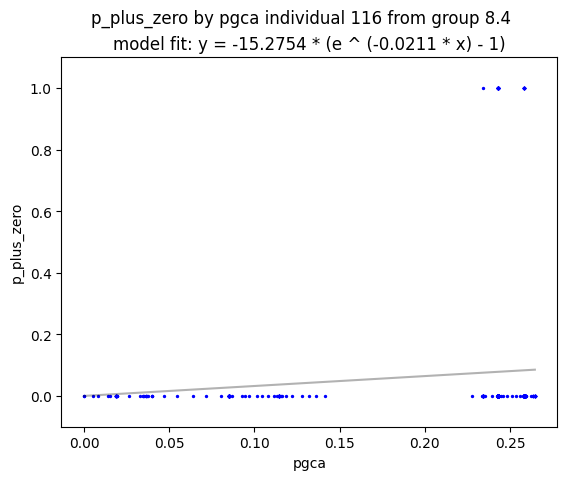 p_plus_zero by pgca individual 116 from group 8.4
model fit: y = -15.2754 * (e ^ (-0.0211 * x) - 1)
1.0
0.8
0.6
0.4
0.2
0.0
p_plus_zero
0.00 0.05 0.10 0.15 0.20 0.25
pgca